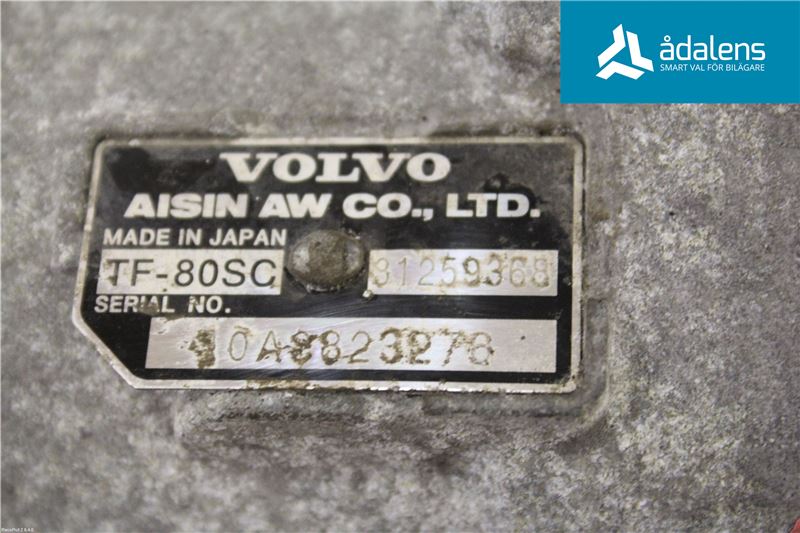 ådalens
SMART VAL FÖR BILÄGARE
VOLVO
AISIN AW CO., LTD.
MADE IN JAPAN
TF-80SC 31259368
SERIAL NO.